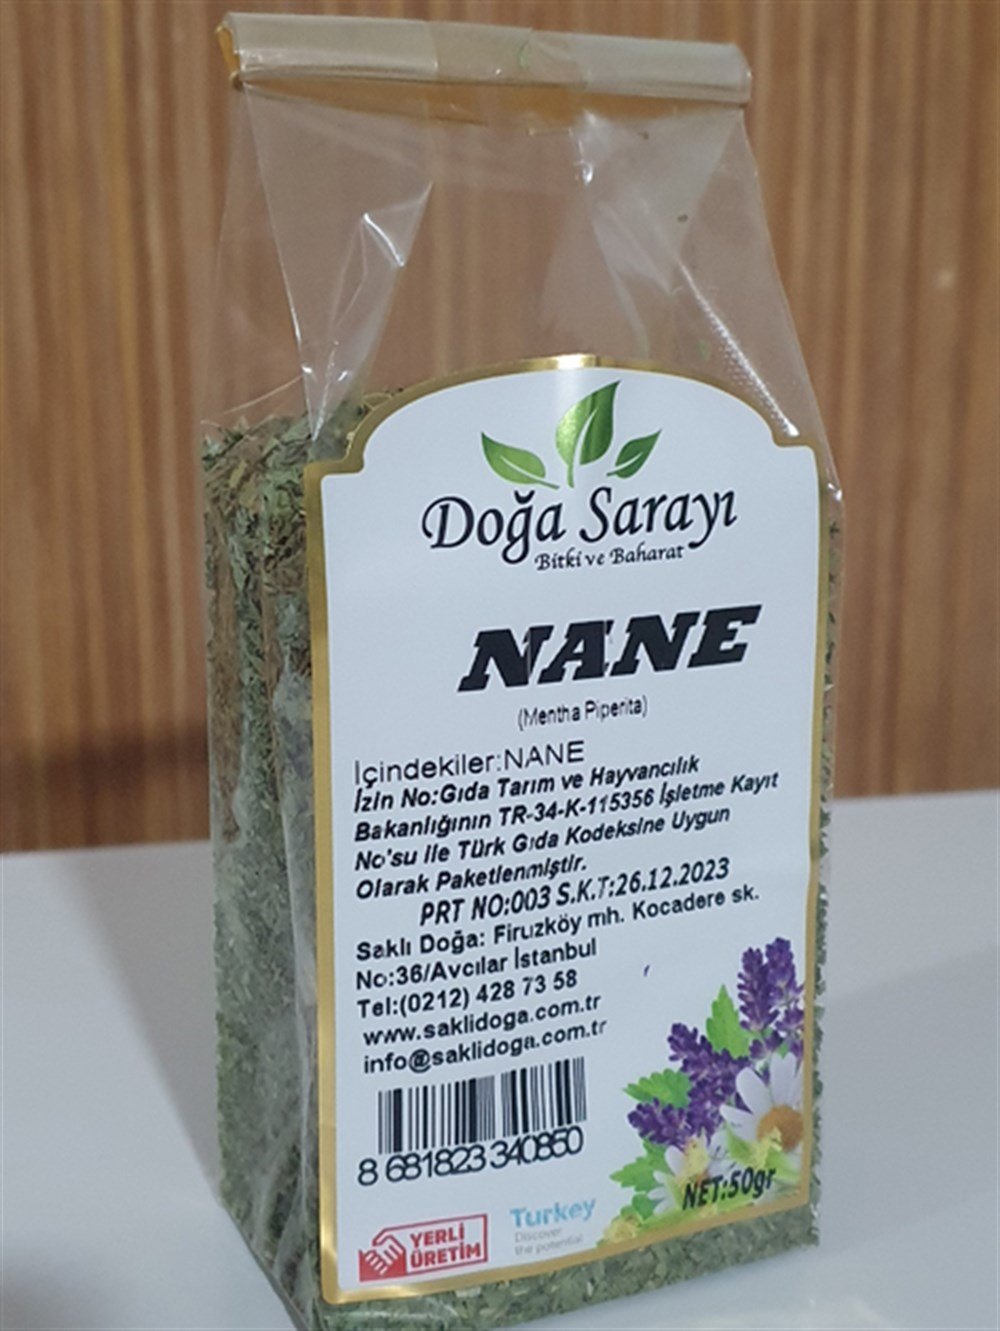 Doğa Sarayı
Bitki ve Baharat
NANE
(Mentha Piperita)
İçindekiler:NANE
İzin No:Gıda Tarım ve Hayvancılık
Bakanlığının TR-34-K-115356 İşletme Kayıt
No'su ile Türk Gıda Kodeksine Uygun
Olarak Paketlenmiştir.
PRT NO:003 S.K.T:26.12.2023
Saklı Doğa: Firuzköy mh. Kocadere sk.
No:36/Avcılar İstanbul
Tel:(0212) 428 73 58
www.saklidoga.com.tr
info@saklidoga.com.tr
8 681823 340850
NET:50gr
YERLİ
ÜRETİM
Turkey
Discover
the potential